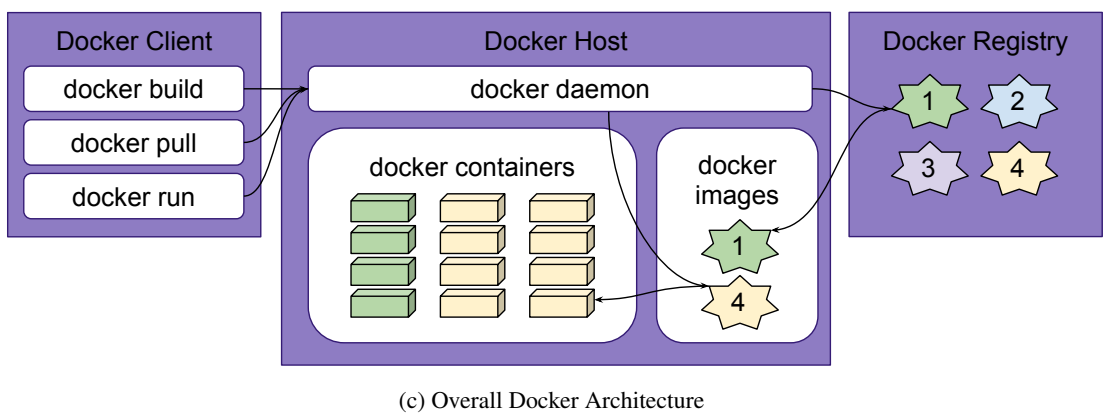 Docker Client
docker build
docker pull
docker run
Docker Host
docker daemon
docker containers
docker
images
1
4
Docker Registry
1
2
3
4
(c) Overall Docker Architecture